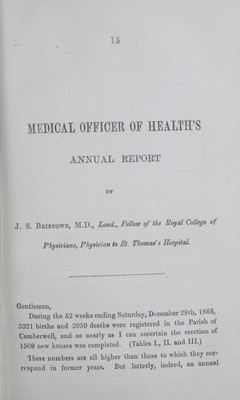 15
MEDICAL OFFICER OF HEALTH'S
ANNUAL REPORT
BY
J. S. BRISTOWE, M.D., Lond., Fellow of the Royal College of
Physicians, Physician to St. Thomas's Hospital.
Gentlemen,
During the 52 weeks ending Saturday, December 29th, 1866,
3321 births and 2050 deaths were registered in the Parish of
Camberwell, and as nearly as I can ascertain the erection of
1509 new houses was completed. (Tables I., II. and III.)
These numbers are all higher than those to which they cor-
respond in former years. But latterly, indeed, an annual